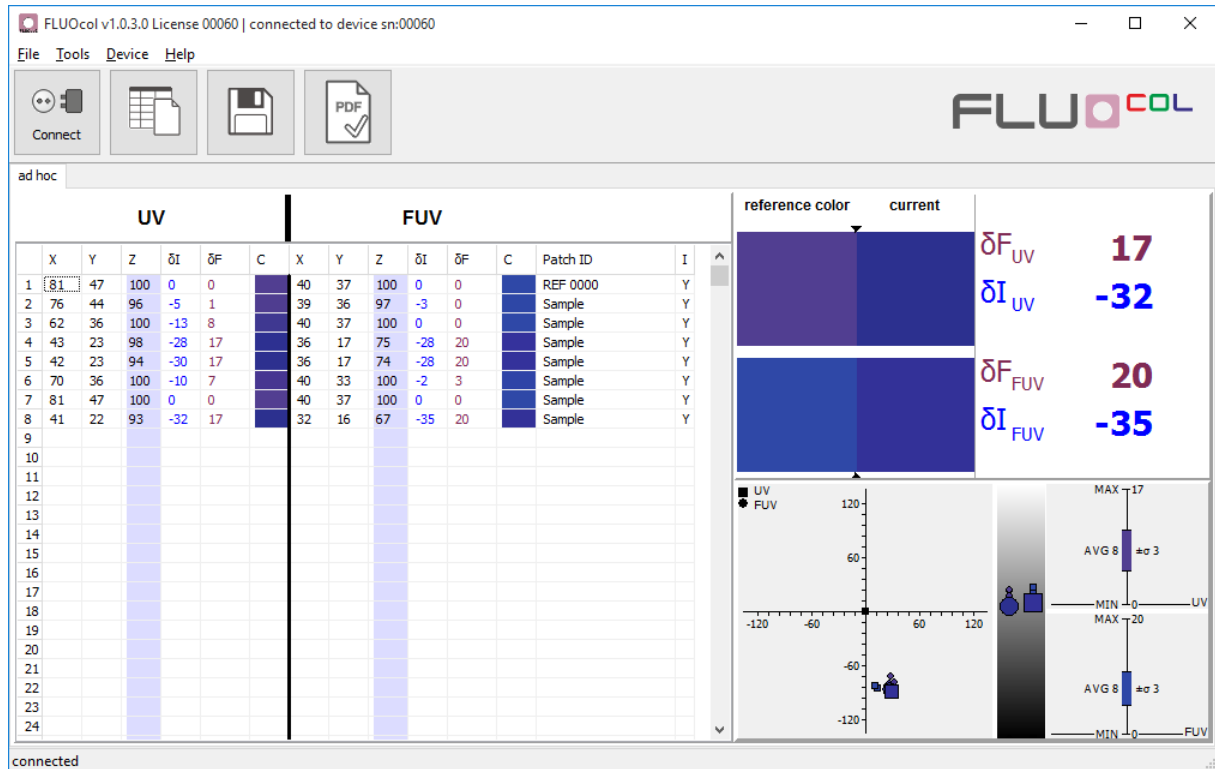 FLUOcol v1.0.3.0 License 00060 | connected to device sn:00060
File Tools Device Help
Connect
PDF
FLUOCOL
ad hoc
UV FUV
X Y Z δI δF C X Y Z δI δF C Patch ID I
1 81 47 100 0 0 40 37 100 0 0 REF 0000 Y
2 76 44 96 -5 1 39 36 97 -3 0 Sample Y
3 62 36 100 -13 8 40 37 100 0 0 Sample Y
4 43 23 98 -28 17 36 17 75 -28 20 Sample Y
5 42 23 94 -30 17 36 17 74 -28 20 Sample Y
6 70 36 100 -10 7 40 33 100 -2 3 Sample Y
7 81 47 100 0 0 40 37 100 0 0 Sample Y
8 41 22 93 -32 17 32 16 67 -35 20 Sample Y
9
10
11
12
13
14
15
16
17
18
19
20
21
22
23
24
reference color current
δF UV 17
δI UV -32
δF FUV 20
δI FUV -35
UV
FUV
120
60
-120 -60 60 120
-60
-120
MAX 17
AVG 8 ±σ 3
MIN 0 UV
MAX 20
AVG 8 ±σ 3
MIN 0 FUV
connected